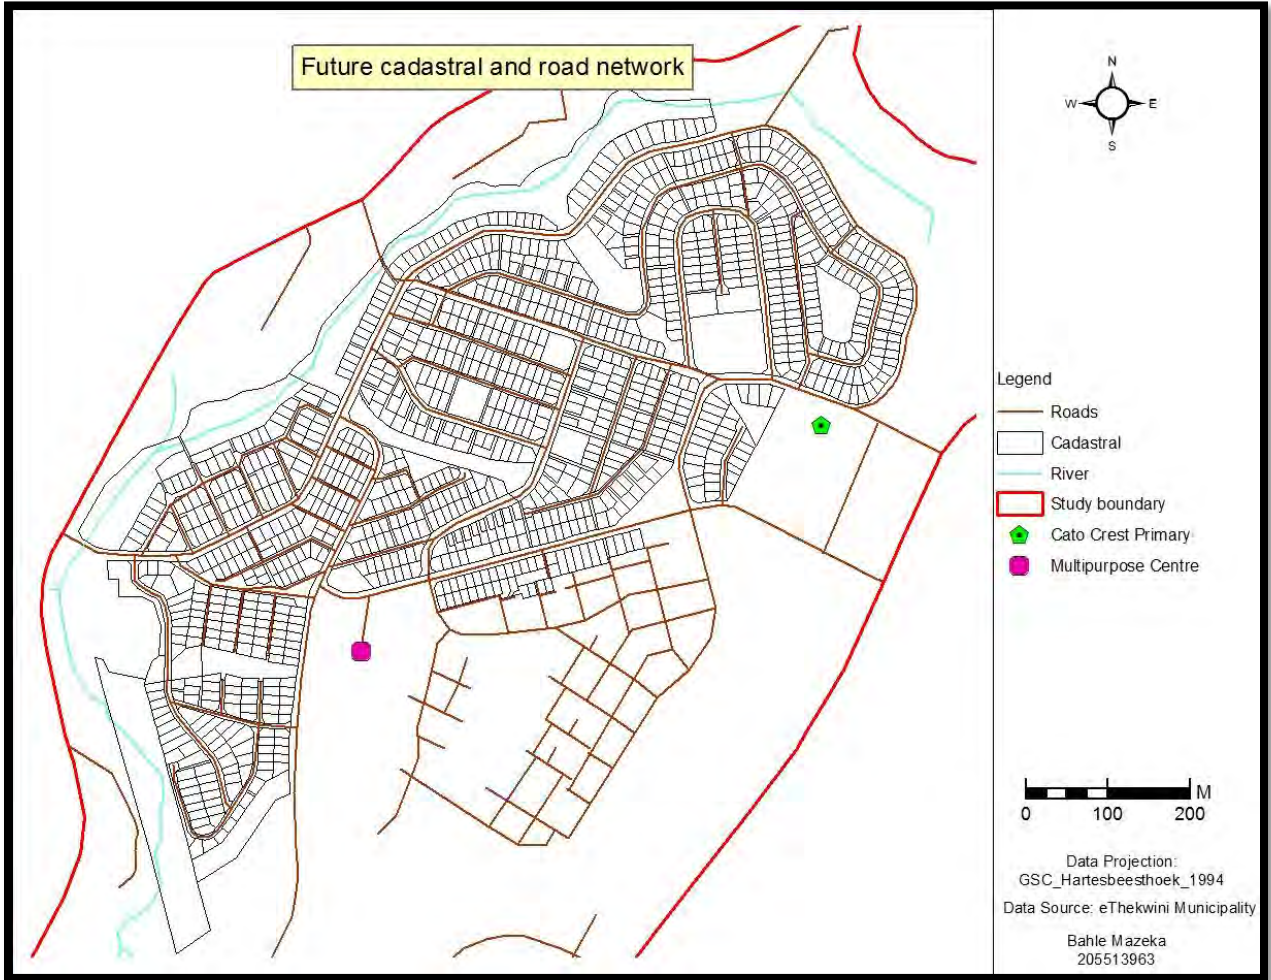 Future cadastral and road network
N
W E
S
Legend
Roads
Cadastral
River
Study boundary
Cato Crest Primary
Multipurpose Centre
M
0 100 200
Data Projection:
GSC_Hartesbeesthoek_1994
Data Source: eThekwini Municipality
Bahle Mazeka
205513963